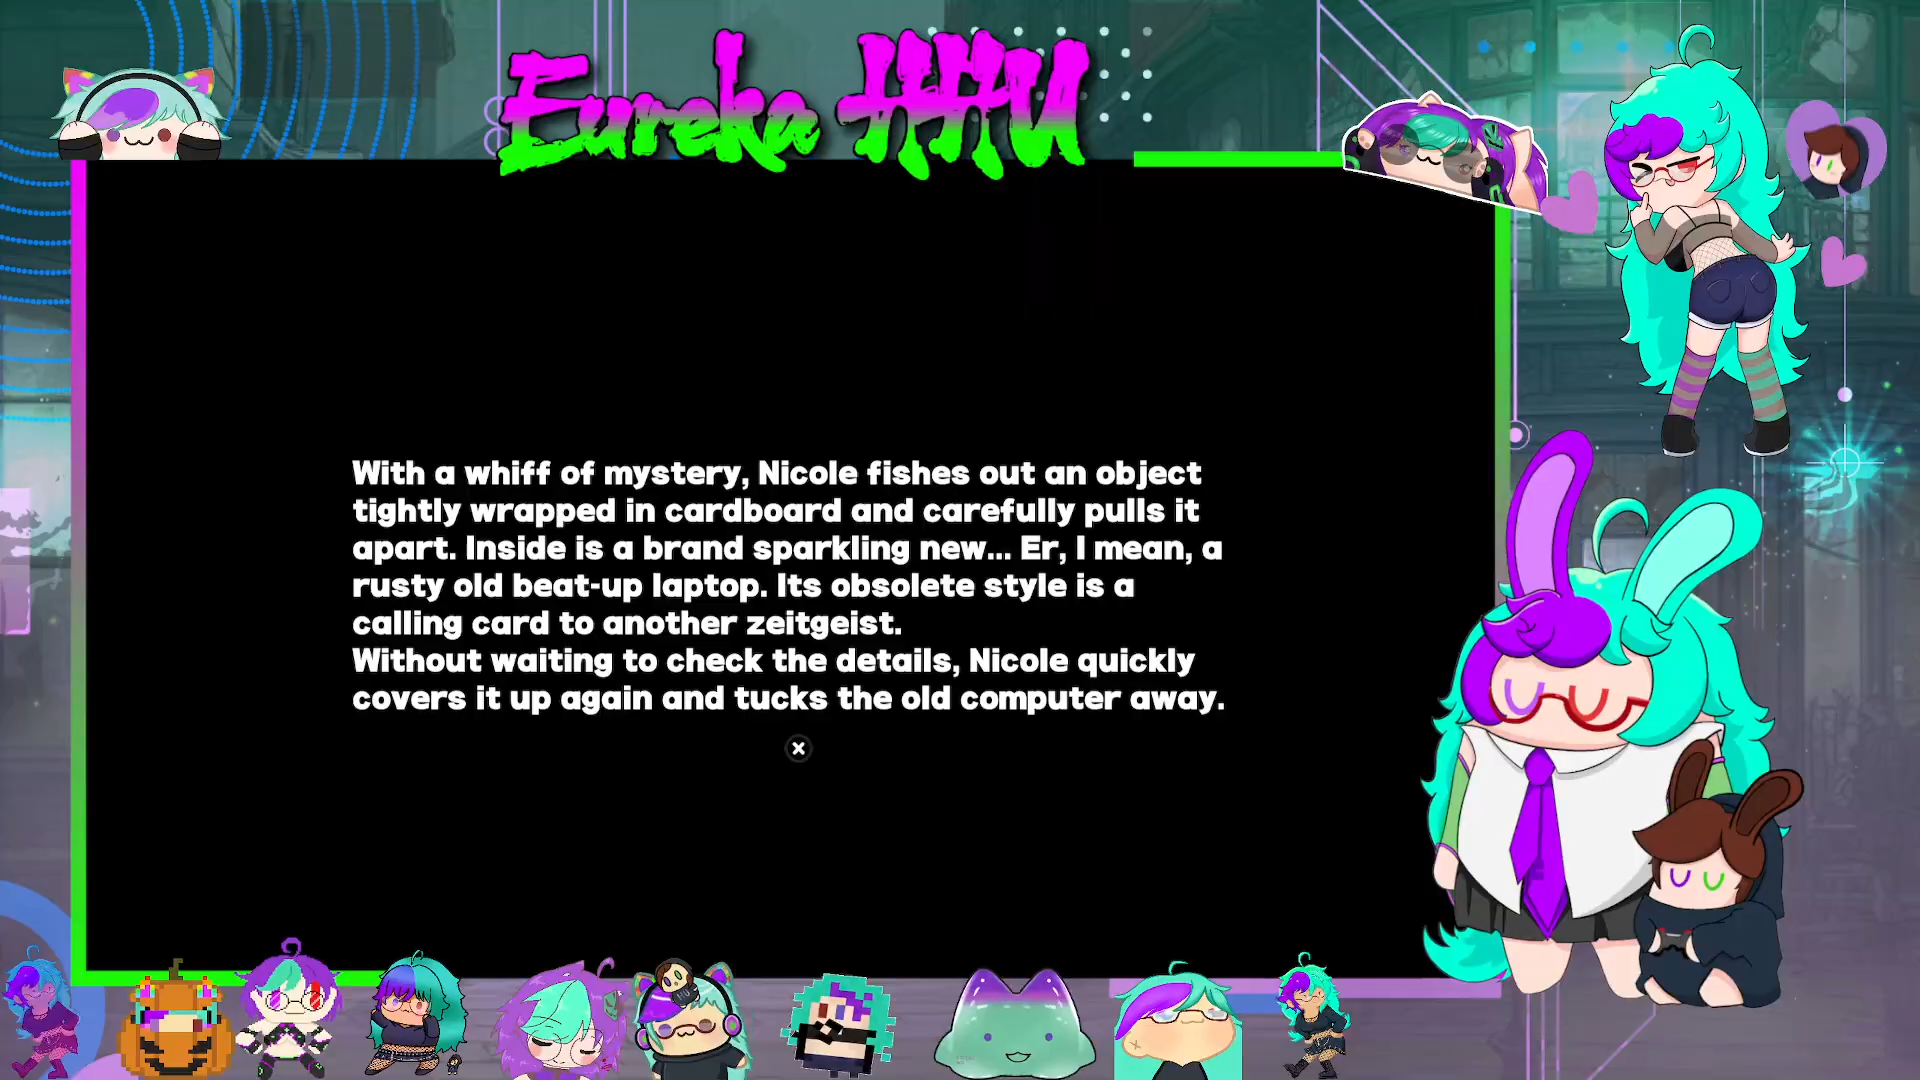 Eureka
With a whiff of mystery, Nicole fishes out an object
tightly wrapped in cardboard and carefully pulls it
apart. Inside is a brand sparkling new... Er, I mean, a
rusty old beat-up laptop. Its obsolete style is a
calling card to another zeitgeist.
Without waiting to check the details, Nicole quickly
covers it up again and tucks the old computer away.